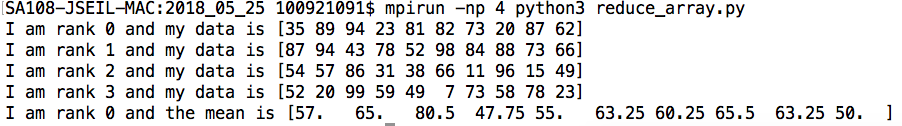 SA108-JSEIL-MAC:2018_05_25 100921091$ mpirun -np 4 python3 reduce_array.py
I am rank 0 and my data is [35 89 94 23 81 82 73 20 87 62]
I am rank 1 and my data is [87 94 43 78 52 98 84 88 73 66]
I am rank 2 and my data is [54 57 86 31 38 66 11 96 15 49]
I am rank 3 and my data is [52 20 99 59 49  7 73 58 78 23]
I am rank 0 and the mean is [57.   65.   80.5  47.75 55.   63.25 60.25 65.5  63.25 50.  ]